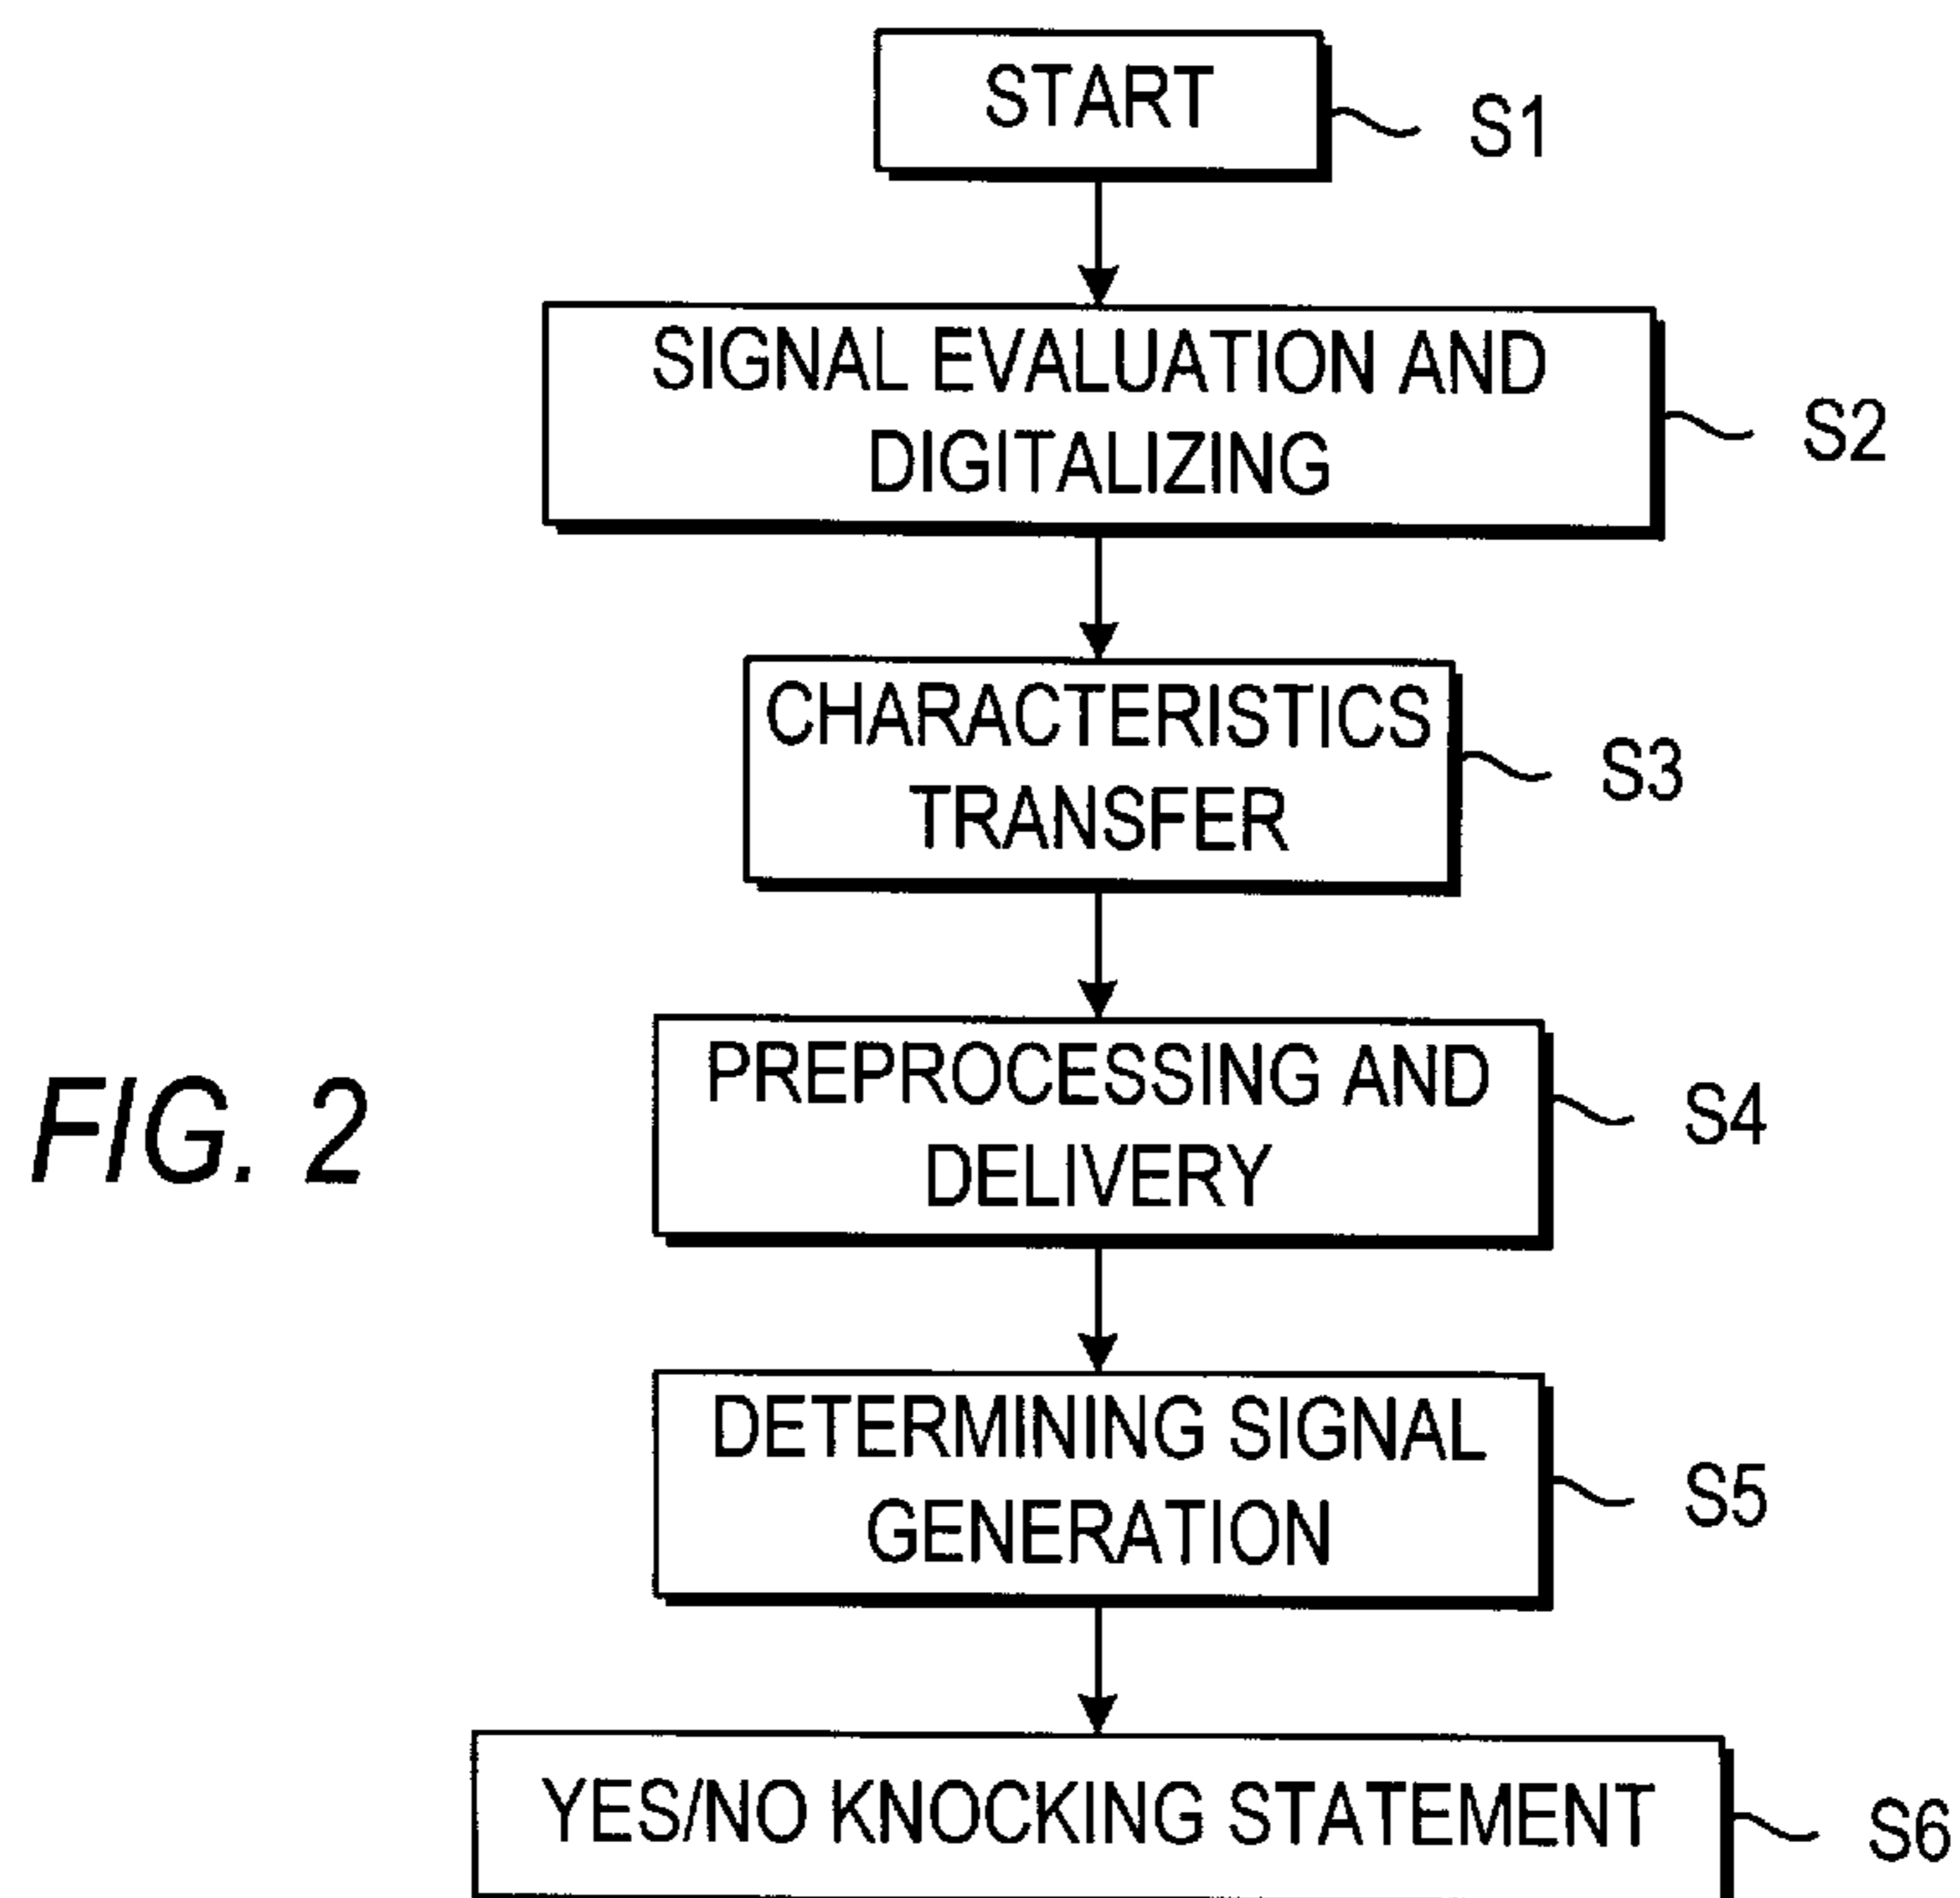 START
S1
SIGNAL EVALUATION AND
DIGITALIZING
S2
CHARACTERISTICS
TRANSFER
S3
PREPROCESSING AND
DELIVERY
S4
FIG. 2
DETERMINING SIGNAL
GENERATION
S5
YES/NO KNOCKING STATEMENT
S6